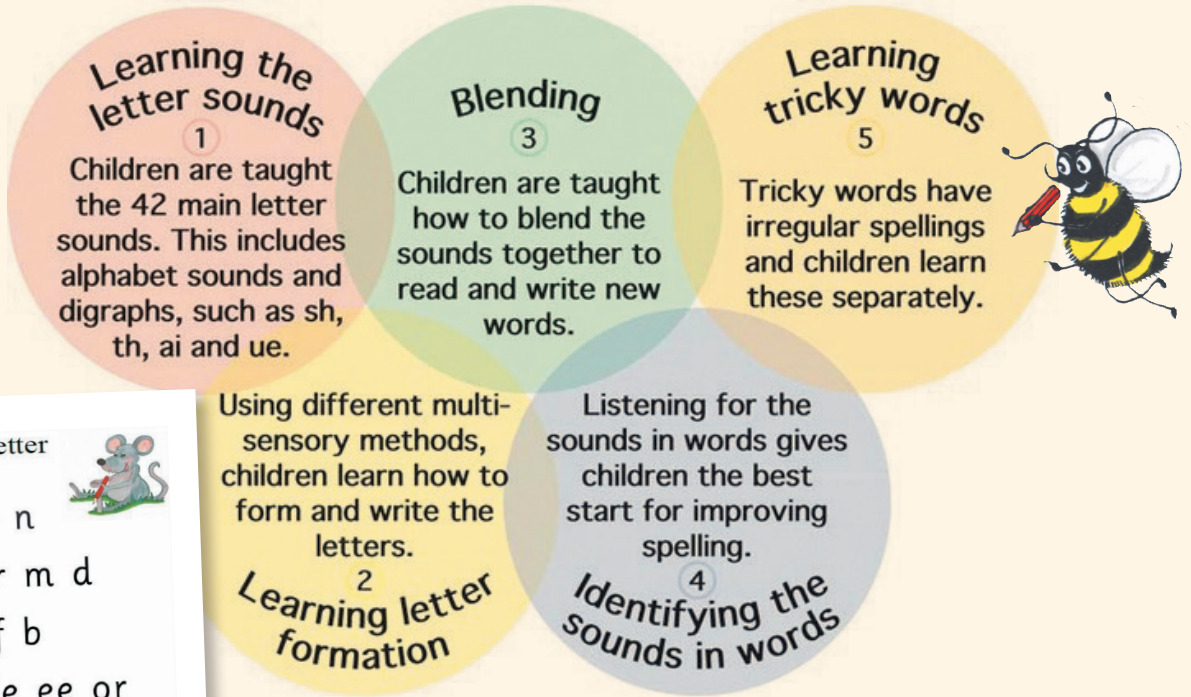 Learning the
letter sounds
1
Children are taught
the 42 main letter
sounds. This includes
alphabet sounds and
digraphs, such as sh,
th, ai and ue.
Blending
3
Children are taught
how to blend the
sounds together to
read and write new
words.
Learning
tricky words
5
Tricky words have
irregular spellings
and children learn
these separately.
Using different multi-
sensory methods,
children learn how to
form and write the
letters.
2
Learning letter
formation
Listening for the
sounds in words gives
children the best
start for improving
spelling.
4
Identifying the
sounds in words
n
m d
b
ee or